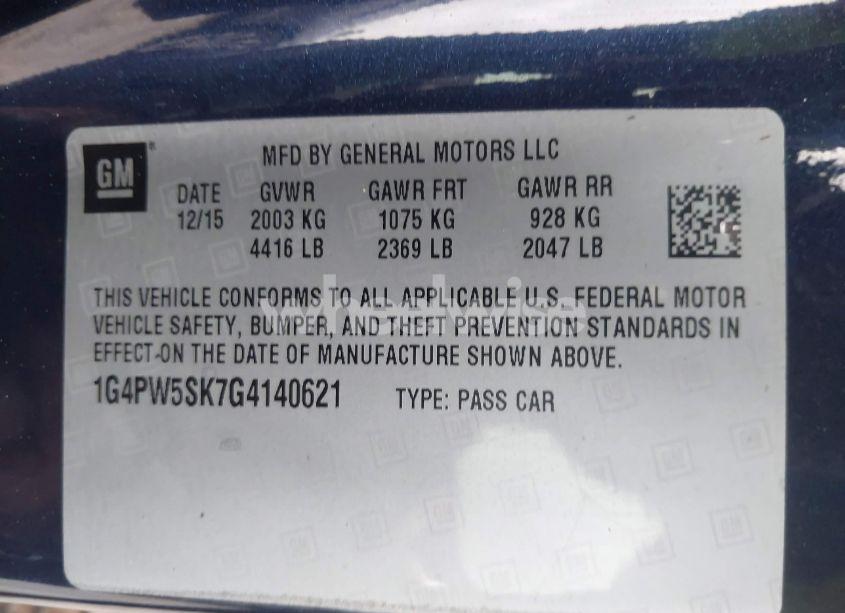 GM
MFD BY GENERAL MOTORS LLC
DATE GVWR GAWR FRT GAWR RR
12/15 2003 KG 1075 KG 928 KG
4416 LB 2369 LB 2047 LB
THIS VEHICLE CONFORMS TO ALL APPLICABLE U.S. FEDERAL MOTOR
VEHICLE SAFETY, BUMPER, AND THEFT PREVENTION STANDARDS IN
EFFECT ON THE DATE OF MANUFACTURE SHOWN ABOVE.
1G4PW5SK7G4140621 TYPE: PASS CAR
wheelwise